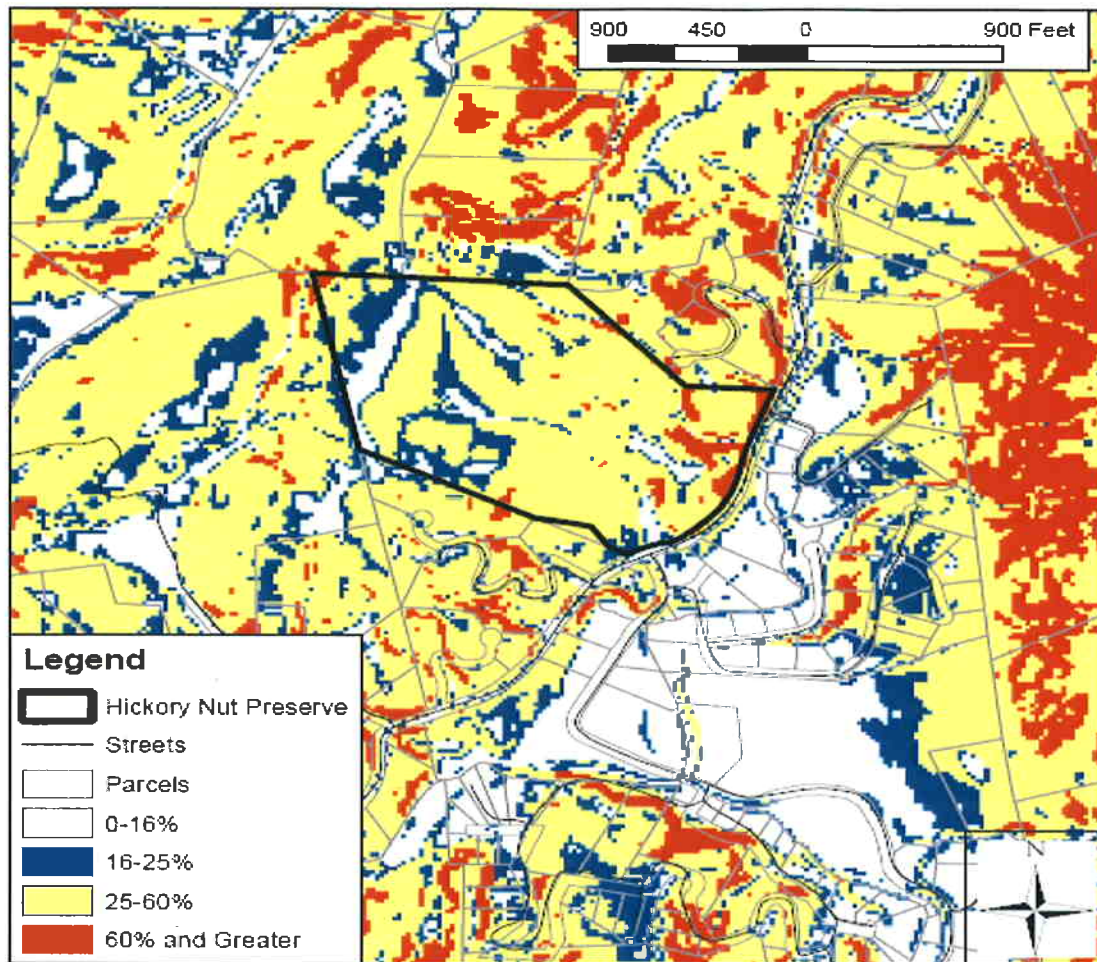 900 450 0 900 Feet
Legend
Hickory Nut Preserve
Streets
Parcels
0-16%
16-25%
25-60%
60% and Greater
N